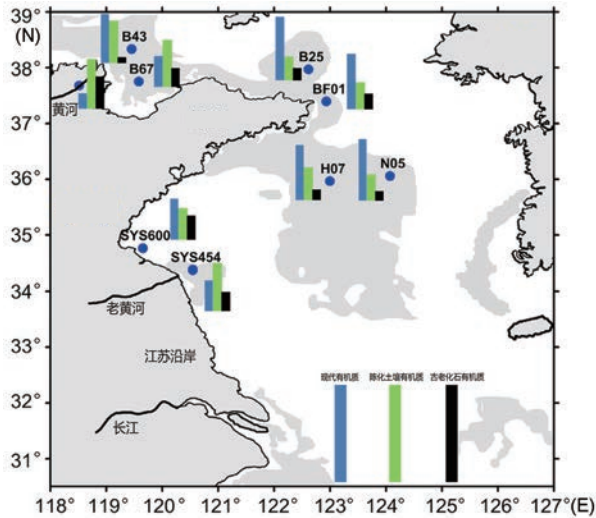 39°
(N)
38°
37°
36°
35°
34°
33°
32°
31°
B43
B67
B25
BF01
黄河
H07
N05
SYS600
SYS454
老黄河
江苏沿岸
长江
现代有机质 陈化土壤有机质 古老化石有机质
118° 119° 120° 121° 122° 123° 124° 125° 126° 127°(E)